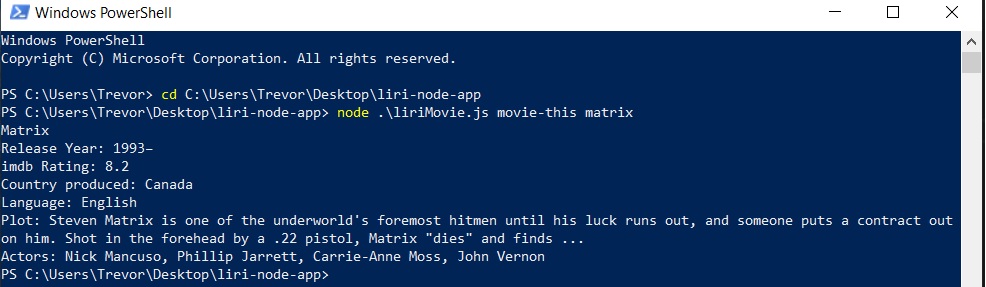 Windows PowerShell
Windows PowerShell
Copyright (C) Microsoft Corporation. All rights reserved.
PS C:\Users\Trevor> cd C:\Users\Trevor\Desktop\liri-node-app
PS C:\Users\Trevor\Desktop\liri-node-app> node .\liriMovie.js movie-this matrix
Matrix
Release Year: 1993–
imdb Rating: 8.2
Country produced: Canada
Language: English
Plot: Steven Matrix is one of the underworld's foremost hitmen until his luck runs out, and someone puts a contract out
on him. Shot in the forehead by a .22 pistol, Matrix "dies" and finds ...
Actors: Nick Mancuso, Phillip Jarrett, Carrie-Anne Moss, John Vernon
PS C:\Users\Trevor\Desktop\liri-node-app>